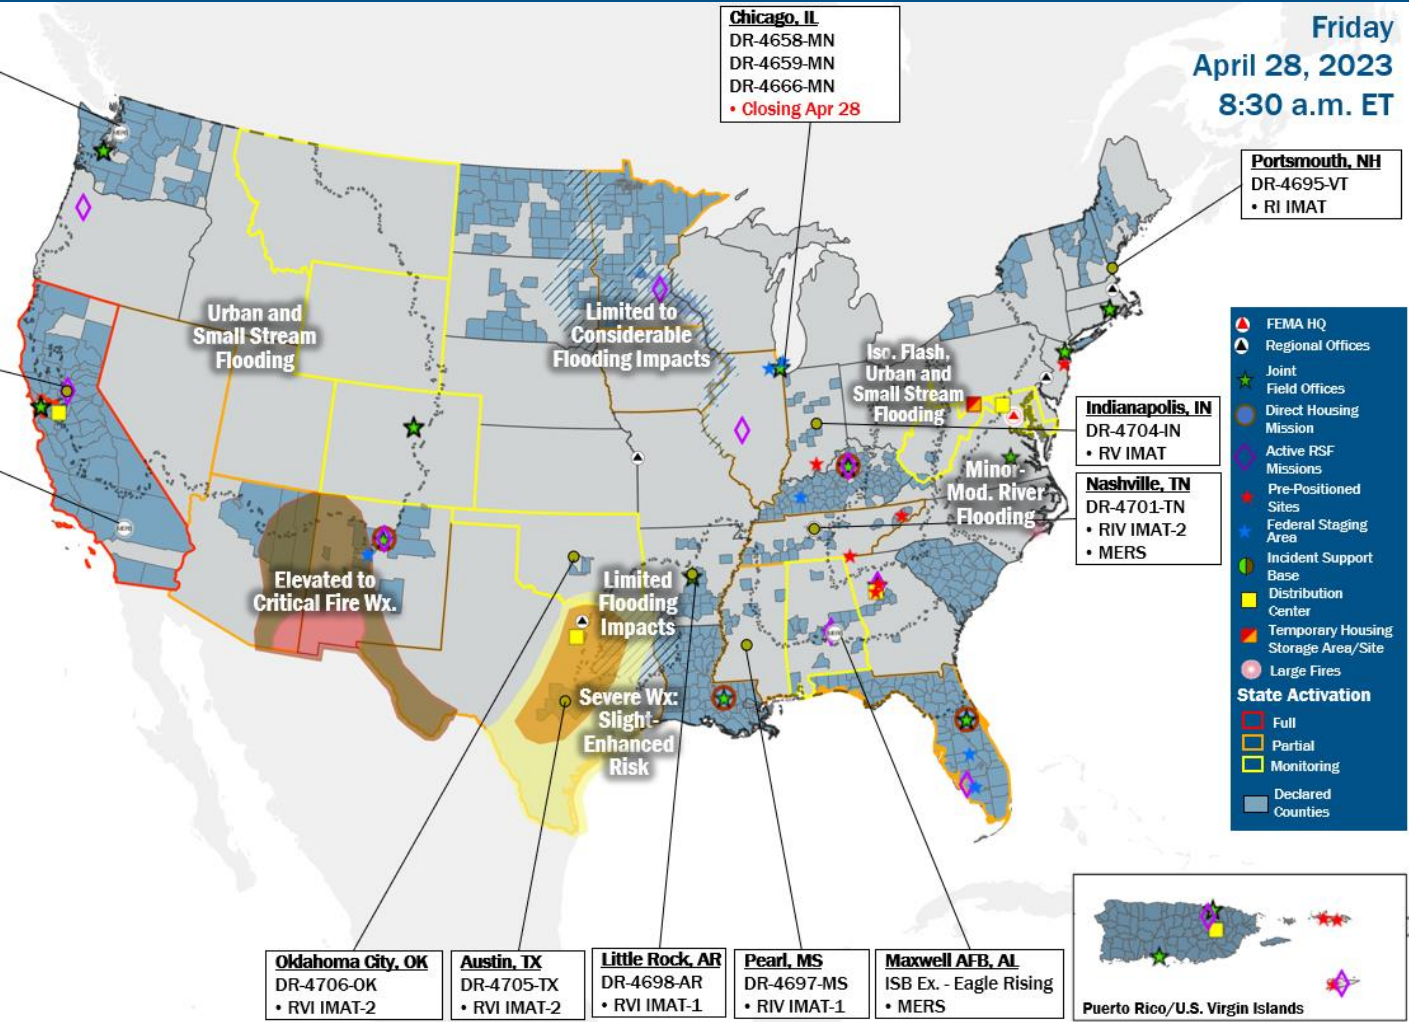 Friday
April 28, 2023
8:30 a.m. ET
Chicago, IL
DR-4658-MN
DR-4659-MN
DR-4666-MN
• Closing Apr 28
Portsmouth, NH
DR-4695-VT
• RI IMAT
Urban and
Small Stream
Flooding
Limited to
Considerable
Flooding Impacts
Iso. Flash,
Urban and
Small Stream
Flooding
Indianapolis, IN
DR-4704-IN
• RV IMAT
Nashville, TN
DR-4701-TN
• RIV IMAT-2
• MERS
Minor-
Mod. River
Flooding
Elevated to
Critical Fire Wx.
Limited
Flooding
Impacts
Severe Wx:
Slight-
Enhanced
Risk
MERS
MERS
MERS
FEMA HQ
Regional Offices
Joint
Field Offices
Direct Housing
Mission
Active RSF
Missions
Pre-Positioned
Sites
Federal Staging
Area
Incident Support
Base
Distribution
Center
Temporary Housing
Storage Area/Site
Large Fires
State Activation
Full
Partial
Monitoring
Declared
Counties
Oklahoma City, OK
DR-4706-OK
• RVI IMAT-2
Austin, TX
DR-4705-TX
• RVI IMAT-2
Little Rock, AR
DR-4698-AR
• RVI IMAT-1
Pearl, MS
DR-4697-MS
• RIV IMAT-1
Maxwell AFB, AL
ISB Ex. - Eagle Rising
• MERS
Puerto Rico/U.S. Virgin Islands